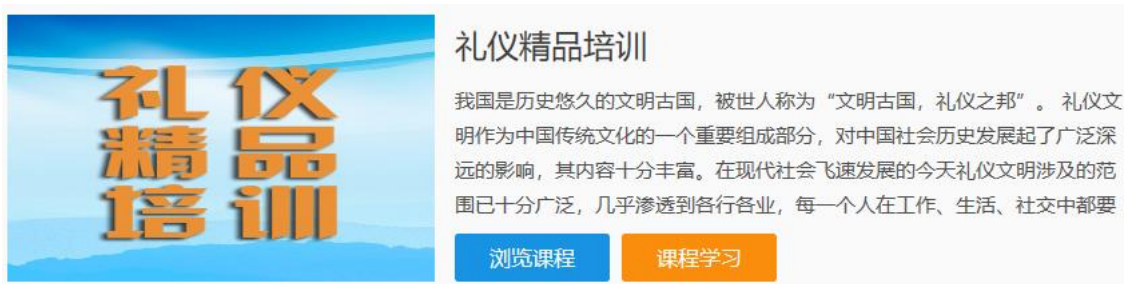 礼仪
精品
培训
礼仪精品培训
我国是历史悠久的文明古国，被世人称为“文明古国，礼仪之邦”。礼仪文
明作为中国传统文化的一个重要组成部分，对中国社会历史发展起了广泛深
远的影响，其内容十分丰富。在现代社会飞速发展的今天礼仪文明涉及的范
围已十分广泛，几乎渗透到各行各业，每一个人在工作、生活、社交中都要
浏览课程
课程学习